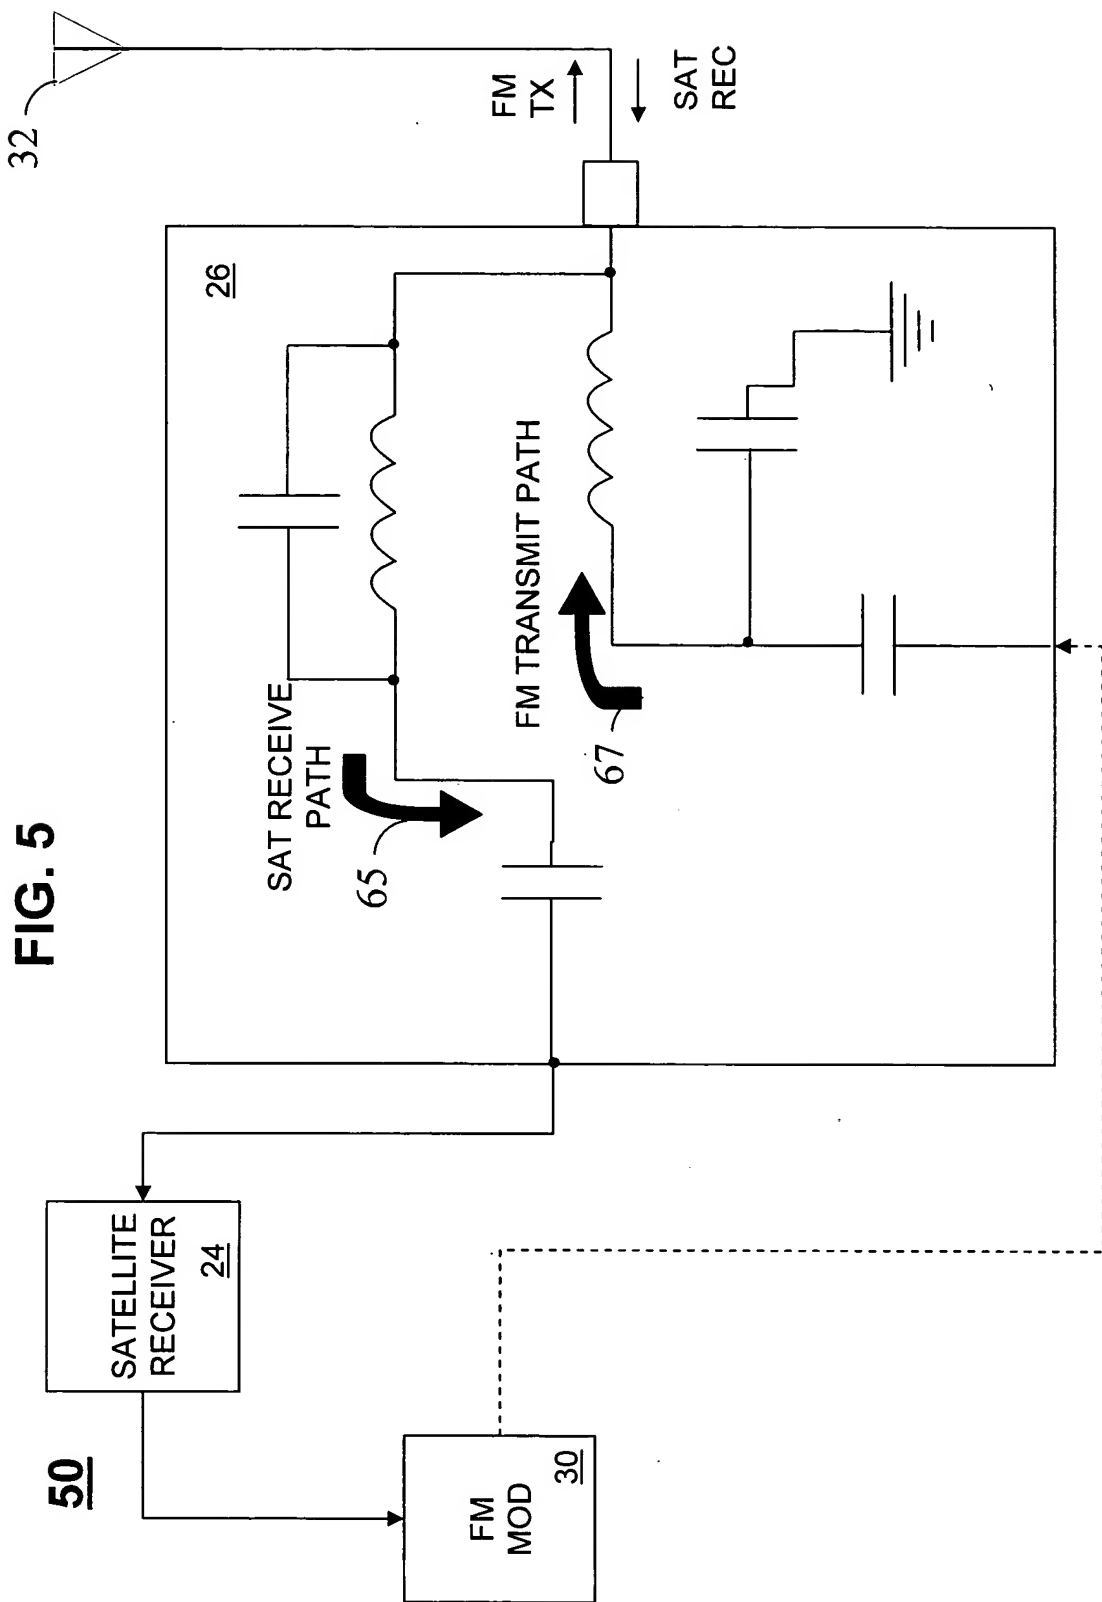 FIG. 5
50
SATELLITE
RECEIVER
24
FM
MOD
30
26
SAT RECEIVE
PATH
65
FM TRANSMIT PATH
67
FM
TX
SAT
REC
32